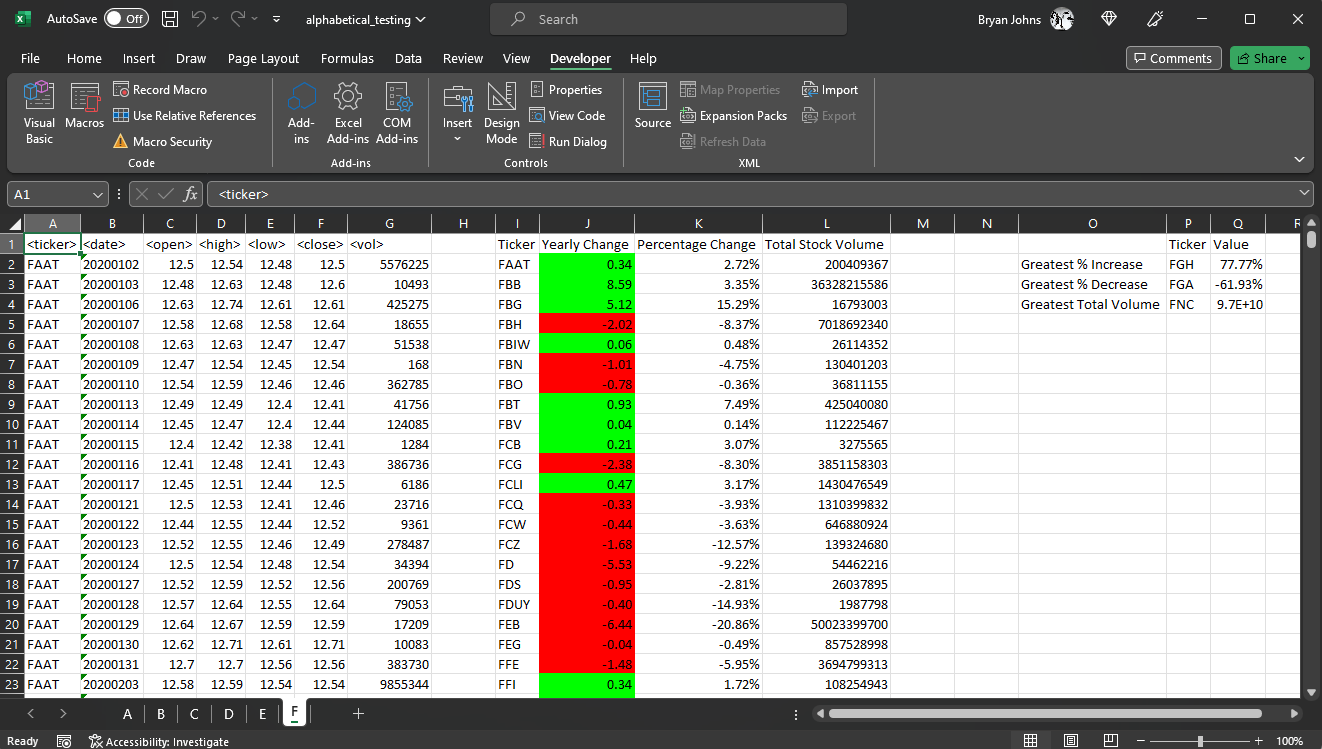 AutoSave Off alphabetical_testing Search Bryan Johns
File Home Insert Draw Page Layout Formulas Data Review View Developer Help Comments Share
Visual Basic
Macros
Record Macro
Use Relative References
Macro Security
Code
Add-ins
Excel Add-ins
COM Add-ins
Add-ins
Insert
Design Mode
Properties
View Code
Run Dialog
Controls
Source
Map Properties
Expansion Packs
Refresh Data
Import
Export
XML
A1 fx <ticker>
A B C D E F G H I J K L M N O P Q R
1 <ticker> <date> <open> <high> <low> <close> <vol> Ticker Yearly Change Percentage Change Total Stock Volume Ticker Value
2 FAAT 20200102 12.5 12.54 12.48 12.5 5576225 FAAT 0.34 2.72% 200409367 Greatest % Increase FGH 77.77%
3 FAAT 20200103 12.48 12.63 12.48 12.6 10493 FBB 8.59 3.35% 36328215586 Greatest % Decrease FGA -61.93%
4 FAAT 20200106 12.63 12.74 12.61 12.61 425275 FBG 5.12 15.29% 16793003 Greatest Total Volume FNC 9.7E+10
5 FAAT 20200107 12.58 12.68 12.58 12.64 18655 FBH -2.02 -8.37% 7018692340
6 FAAT 20200108 12.63 12.63 12.47 12.47 51538 FBIW 0.06 0.48% 26114352
7 FAAT 20200109 12.47 12.54 12.45 12.54 168 FBN -1.01 -4.75% 130401203
8 FAAT 20200110 12.54 12.59 12.46 12.46 362785 FBO -0.78 -0.36% 36811155
9 FAAT 20200113 12.49 12.49 12.4 12.41 41756 FBT 0.93 7.49% 425040080
10 FAAT 20200114 12.45 12.47 12.4 12.44 124085 FBV 0.04 0.14% 112225467
11 FAAT 20200115 12.4 12.42 12.38 12.41 1284 FCB 0.21 3.07% 3275565
12 FAAT 20200116 12.41 12.48 12.41 12.43 386736 FCG -2.38 -8.30% 3851158303
13 FAAT 20200117 12.45 12.51 12.44 12.5 6186 FCLI 0.47 3.17% 1430476549
14 FAAT 20200121 12.5 12.53 12.41 12.46 23716 FCQ -0.33 -3.93% 1310399832
15 FAAT 20200122 12.44 12.55 12.44 12.52 9361 FCW -0.44 -3.63% 646880924
16 FAAT 20200123 12.52 12.55 12.46 12.49 278487 FCZ -1.68 -12.57% 139324680
17 FAAT 20200124 12.5 12.54 12.48 12.54 34394 FD -5.53 -9.22% 54462216
18 FAAT 20200127 12.52 12.59 12.52 12.56 200769 FDS -0.95 -2.81% 26037895
19 FAAT 20200128 12.57 12.64 12.55 12.64 79053 FDUY -0.40 -14.93% 1987798
20 FAAT 20200129 12.64 12.67 12.59 12.59 17209 FEB -6.44 -20.86% 50023399700
21 FAAT 20200130 12.62 12.71 12.61 12.61 10083 FEG -0.04 -0.49% 857528998
22 FAAT 20200131 12.7 12.7 12.56 12.56 383730 FFE -1.48 -5.95% 3694799313
23 FAAT 20200203 12.58 12.59 12.54 12.54 9855344 FFI 0.34 1.72% 108254943
A B C D E F
Ready Accessibility: Investigate 100%